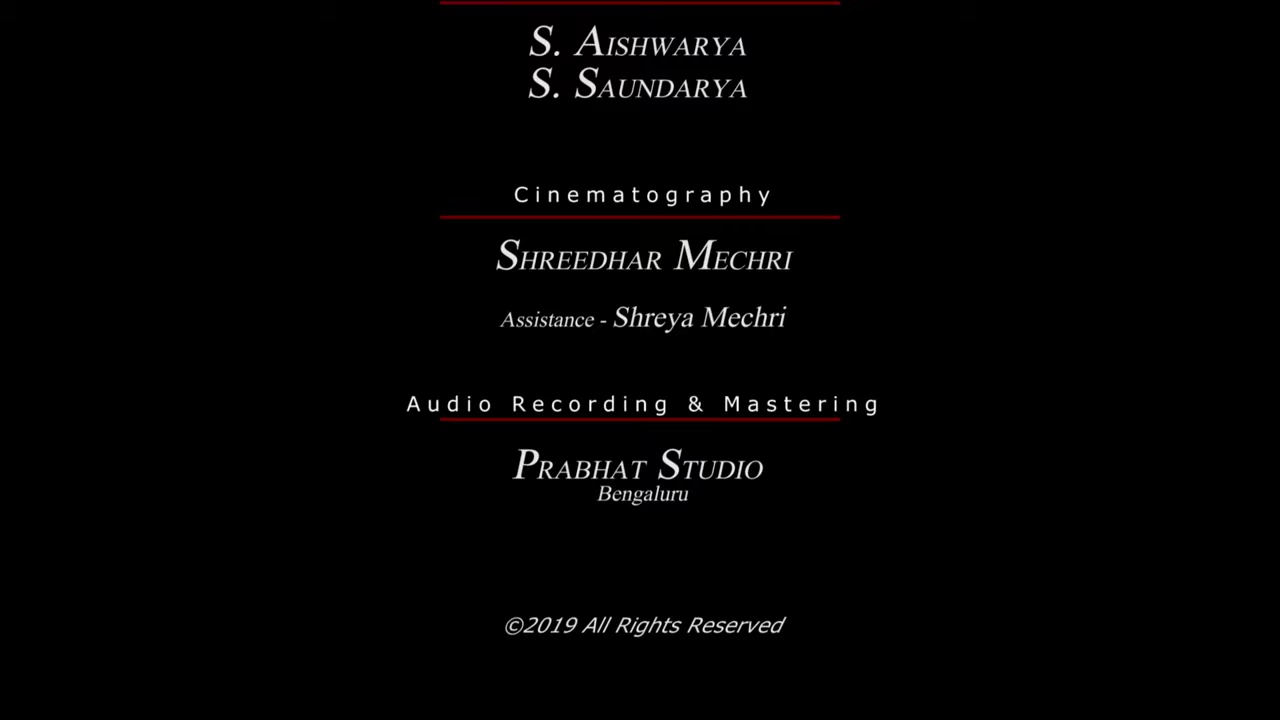 S. AISHWARYA
S. SAUNDARYA
Cinematography
SHREEDHAR MECHRI
Assistance - Shreya Mechri
Audio Recording & Mastering
PRABHAT STUDIO
Bengaluru
©2019 All Rights Reserved